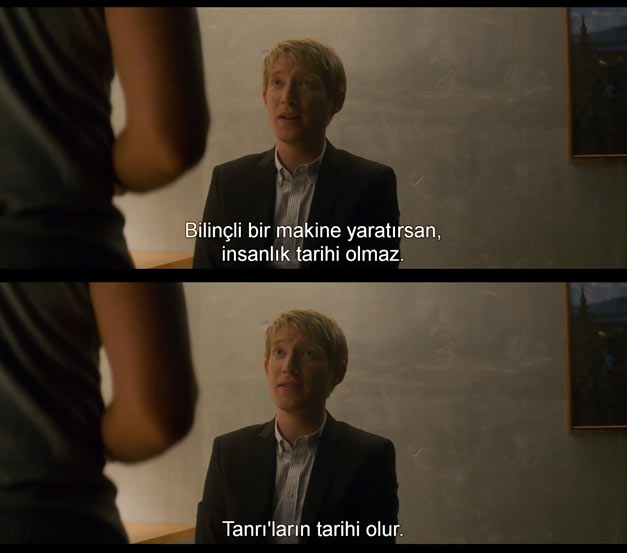 Bilinçli bir makine yaratırsan,
insanlık tarihi olmaz.
Tanrı'ların tarihi olur.